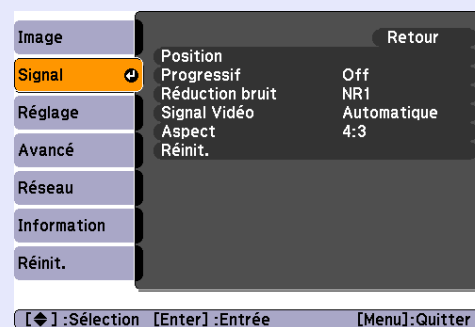 Image
Signal
Réglage
Avancé
Réseau
Information
Réinit.
Retour
Position
Progressif Off
Réduction bruit NR1
Signal Vidéo Automatique
Aspect 4:3
Réinit.
[◆] :Sélection [Enter] :Entrée [Menu]:Quitter